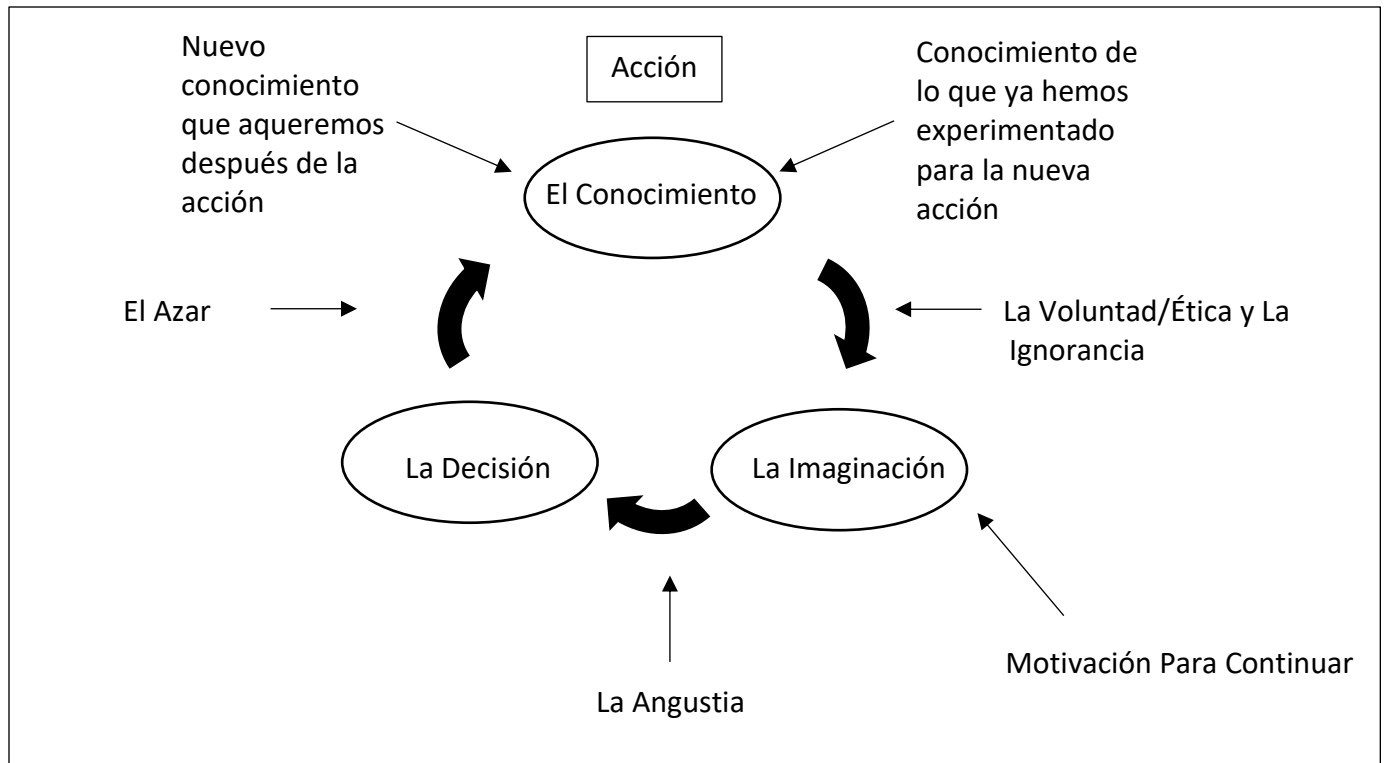 Nuevo
conocimiento
que aqueremos
después de la
acción
Acción
Conocimiento de
lo que ya hemos
experimentado
para la nueva
acción
El Conocimiento
El Azar
La Voluntad/Ética y La
Ignorancia
La Decisión
La Imaginación
Motivación Para Continuar
La Angustia